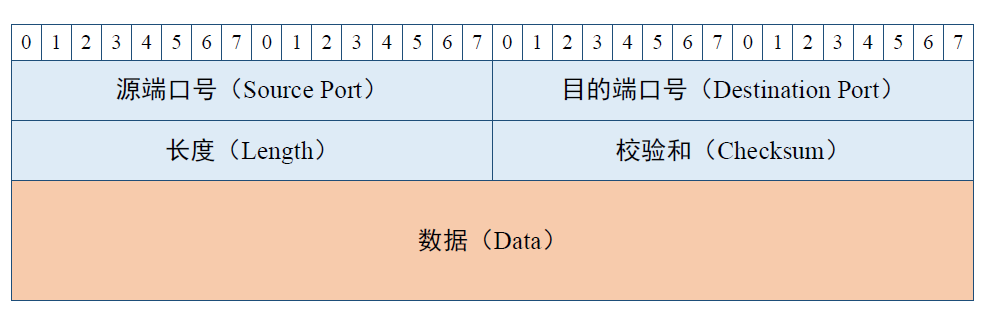 0 1 2 3 4 5 6 7 0 1 2 3 4 5 6 7 0 1 2 3 4 5 6 7 0 1 2 3 4 5 6 7
源端口号（Source Port） 目的端口号（Destination Port）
长度（Length） 校验和（Checksum）
数据（Data）